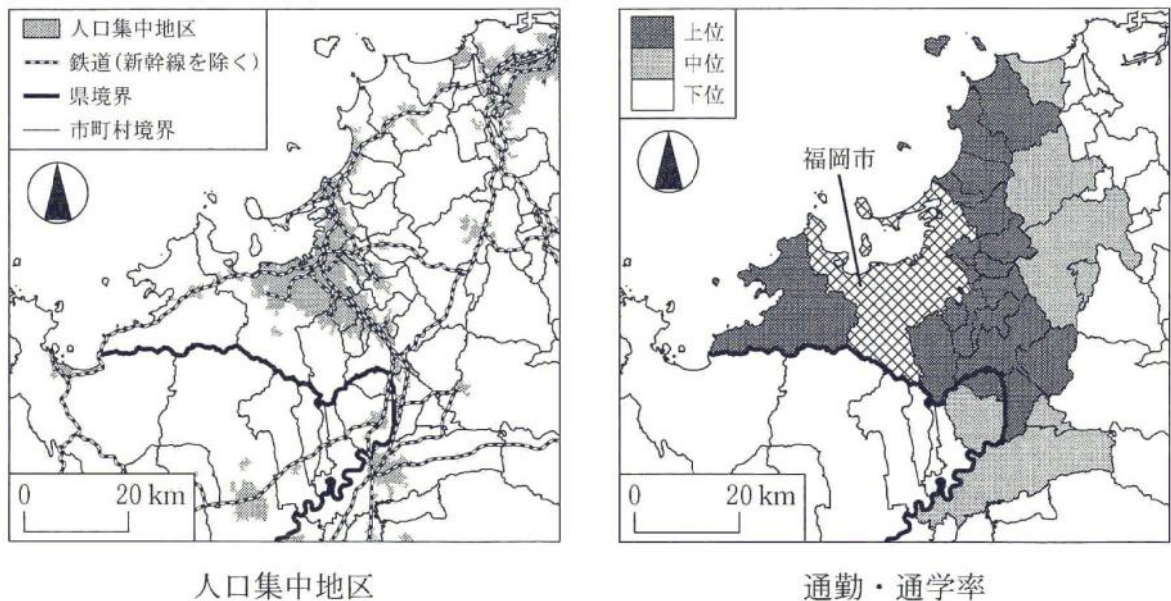 人口集中地区
鉄道(新幹線を除く)
県境界
市町村境界
0 20 km
人口集中地区
上位
中位
下位
福岡市
0 20 km
通勤・通学率